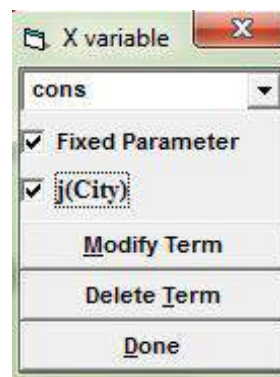 X variable
cons
Fixed Parameter
j(City)
Modify Term
Delete Term
Done